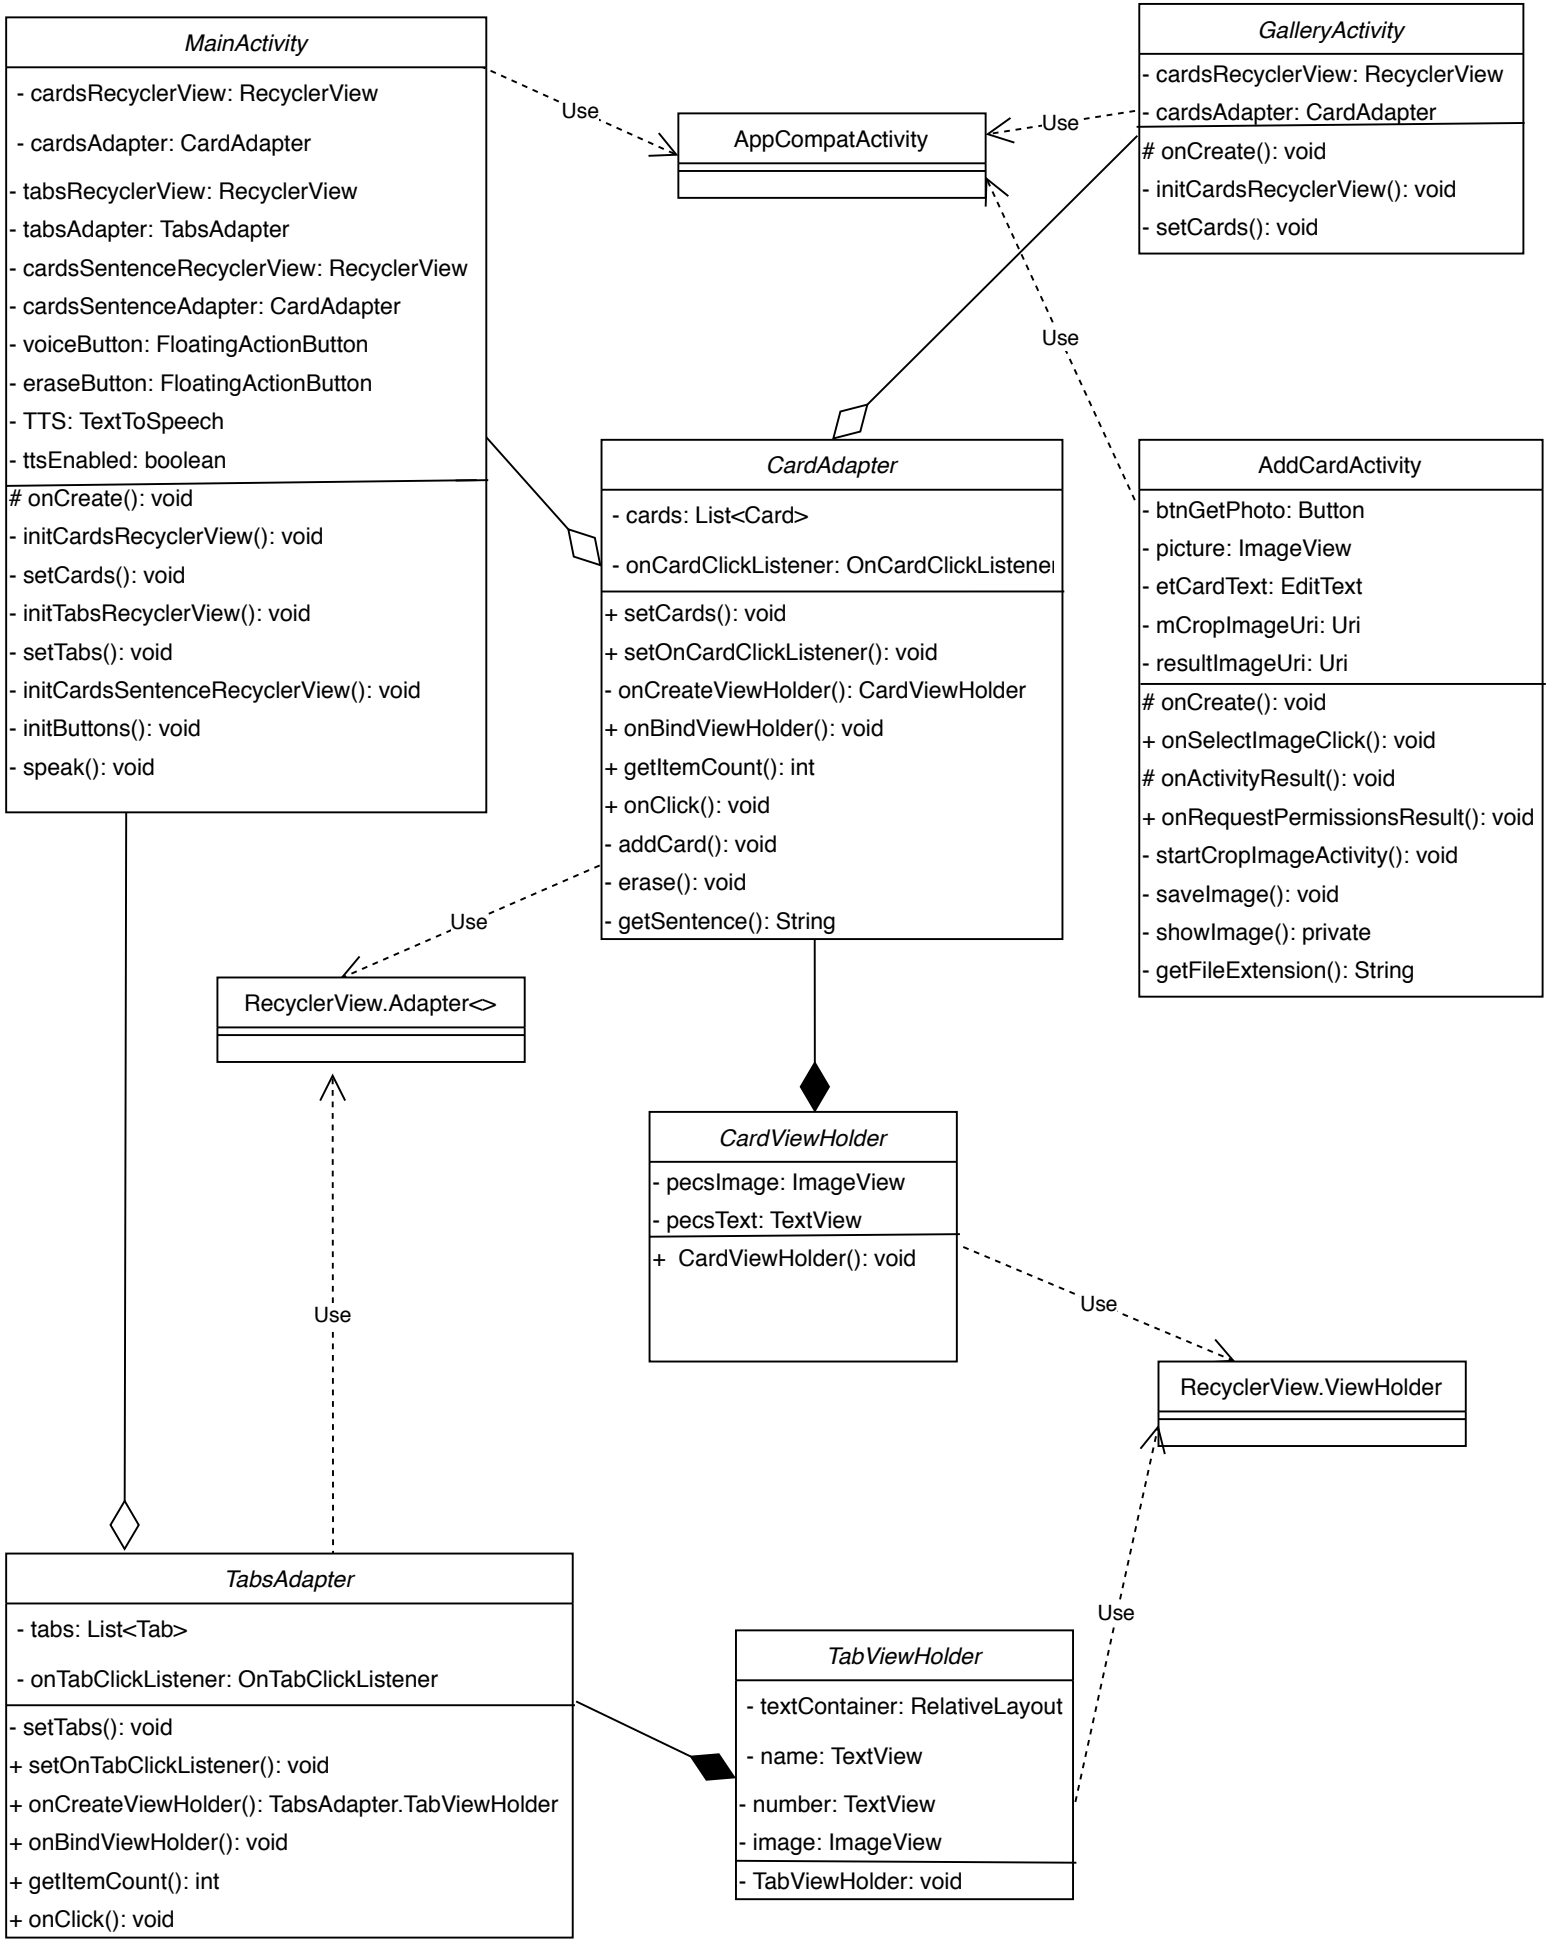 MainActivity
- cardsRecyclerView: RecyclerView
- cardsAdapter: CardAdapter
- tabsRecyclerView: RecyclerView
- tabsAdapter: TabsAdapter
- cardsSentenceRecyclerView: RecyclerView
- cardsSentenceAdapter: CardAdapter
- voiceButton: FloatingActionButton
- eraseButton: FloatingActionButton
- TTS: TextToSpeech
- ttsEnabled: boolean
# onCreate(): void
- initCardsRecyclerView(): void
- setCards(): void
- initTabsRecyclerView(): void
- setTabs(): void
- initCardsSentenceRecyclerView(): void
- initButtons(): void
- speak(): void
Use
AppCompatActivity
Use
GalleryActivity
- cardsRecyclerView: RecyclerView
- cardsAdapter: CardAdapter
# onCreate(): void
- initCardsRecyclerView(): void
- setCards(): void
Use
CardAdapter
- cards: List<Card>
- onCardClickListener: OnCardClickListener
+ setCards(): void
+ setOnCardClickListener(): void
- onCreateViewHolder(): CardViewHolder
+ onBindViewHolder(): void
+ getItemCount(): int
+ onClick(): void
- addCard(): void
- erase(): void
- getSentence(): String
AddCardActivity
- btnGetPhoto: Button
- picture: ImageView
- etCardText: EditText
- mCropImageUri: Uri
- resultImageUri: Uri
# onCreate(): void
+ onSelectImageClick(): void
# onActivityResult(): void
+ onRequestPermissionsResult(): void
- startCropImageActivity(): void
- saveImage(): void
- showImage(): private
- getFileExtension(): String
Use
RecyclerView.Adapter<>
CardViewHolder
- pecsImage: ImageView
- pecsText: TextView
+ CardViewHolder(): void
Use
Use
RecyclerView.ViewHolder
TabsAdapter
- tabs: List<Tab>
- onTabClickListener: OnTabClickListener
- setTabs(): void
+ setOnTabClickListener(): void
+ onCreateViewHolder(): TabsAdapter.TabViewHolder
+ onBindViewHolder(): void
+ getItemCount(): int
+ onClick(): void
Use
TabViewHolder
- textContainer: RelativeLayout
- name: TextView
- number: TextView
- image: ImageView
- TabViewHolder: void